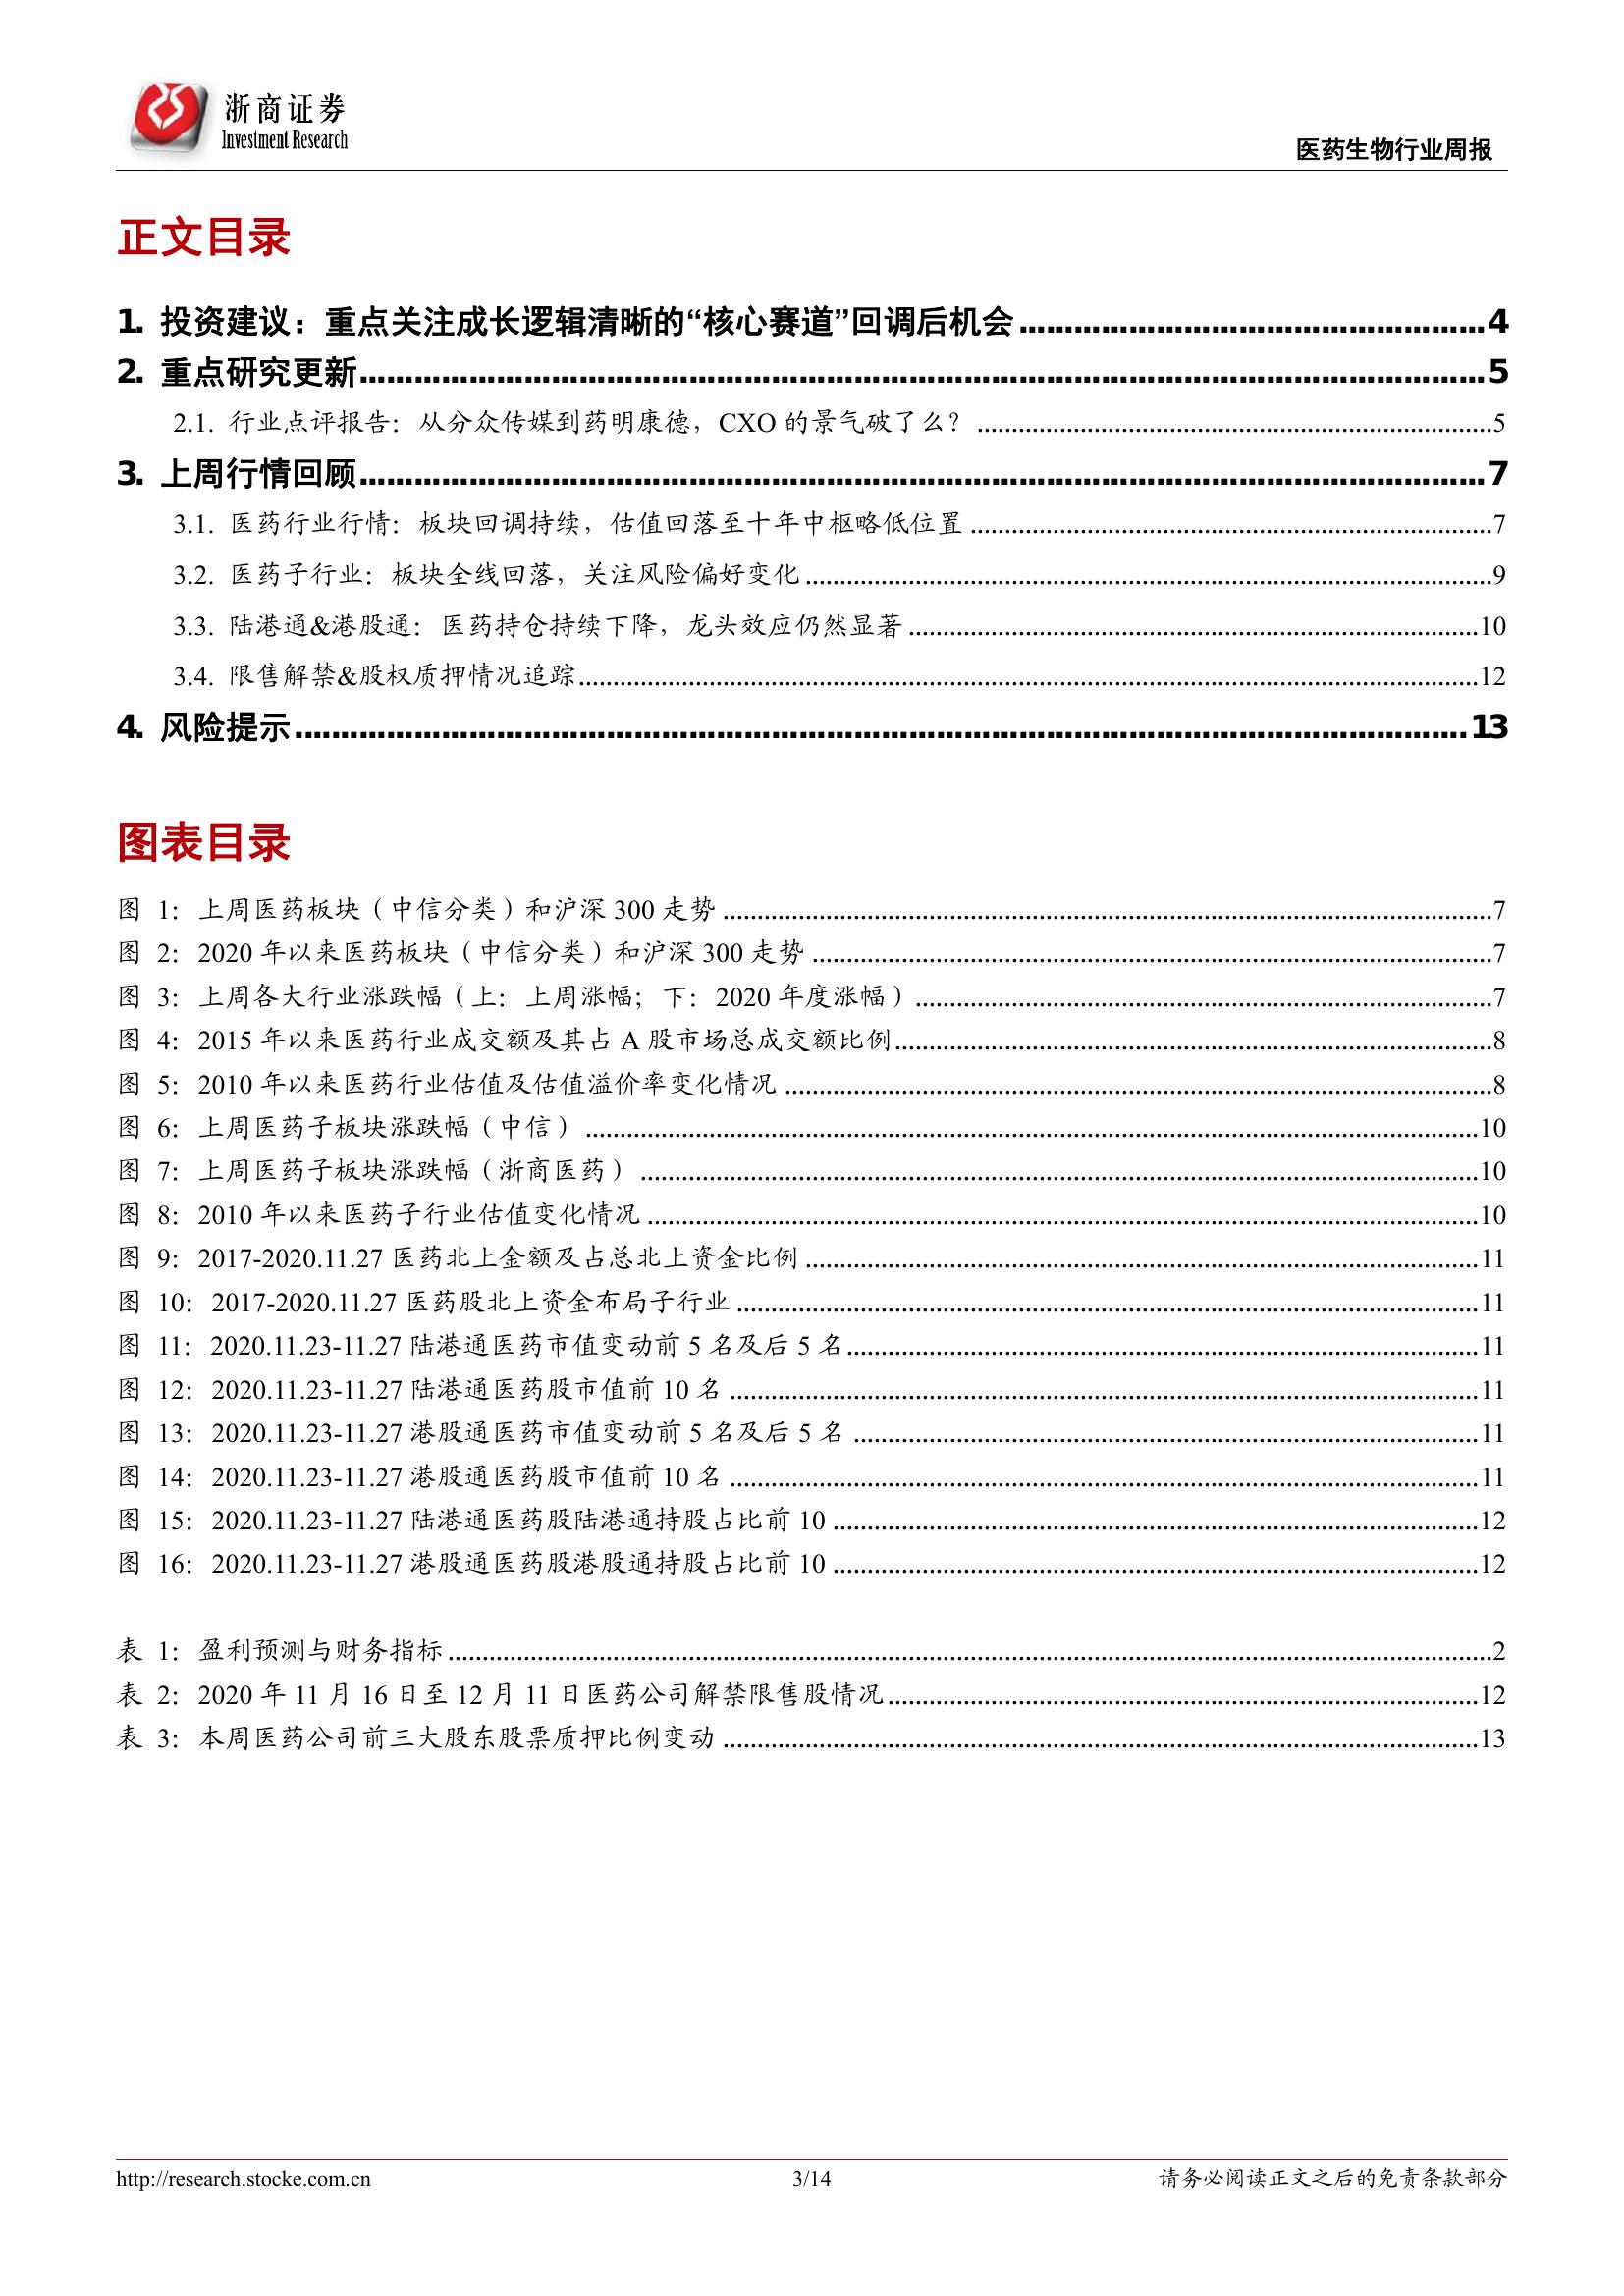 浙商证券
Investment Research
医药生物行业周报
正文目录
1. 投资建议：重点关注成长逻辑清晰的“核心赛道”回调后机会............................................4
2. 重点研究更新............................................5
2.1. 行业点评报告：从分众传媒到药明康德，CXO 的景气破了么？............................................5
3. 上周行情回顾............................................7
3.1. 医药行业行情：板块回调持续，估值回落至十年中枢略低位置............................................7
3.2. 医药子行业：板块全线回落，关注风险偏好变化............................................9
3.3. 陆港通&港股通：医药持仓持续下降，龙头效应仍然显著............................................10
3.4. 限售解禁&股权质押情况追踪............................................12
4. 风险提示............................................13
图表目录
图 1：上周医药板块（中信分类）和沪深 300 走势............................................7
图 2：2020 年以来医药板块（中信分类）和沪深 300 走势............................................7
图 3：上周各大行业涨跌幅（上：上周涨幅；下：2020 年度涨幅）............................................7
图 4：2015 年以来医药行业成交额及其占 A 股市场总成交额比例............................................8
图 5：2010 年以来医药行业估值及估值溢价率变化情况............................................8
图 6：上周医药子板块涨跌幅（中信）............................................10
图 7：上周医药子板块涨跌幅（浙商医药）............................................10
图 8：2010 年以来医药子行业估值变化情况............................................10
图 9：2017-2020.11.27 医药北上金额及占总北上资金比例............................................11
图 10：2017-2020.11.27 医药股北上资金布局子行业............................................11
图 11：2020.11.23-11.27 陆港通医药市值变动前 5 名及后 5 名............................................11
图 12：2020.11.23-11.27 陆港通医药股市值前 10 名............................................11
图 13：2020.11.23-11.27 港股通医药市值变动前 5 名及后 5 名............................................11
图 14：2020.11.23-11.27 港股通医药股市值前 10 名............................................11
图 15：2020.11.23-11.27 陆港通医药股陆港通持股占比前 10............................................12
图 16：2020.11.23-11.27 港股通医药股港股通持股占比前 10............................................12
表 1：盈利预测与财务指标............................................2
表 2：2020 年 11 月 16 日至 12 月 11 日医药公司解禁限售股情况............................................12
表 3：本周医药公司前三大股东股票质押比例变动............................................13
http://research.stocke.com.cn
3/14
请务必阅读正文之后的免责条款部分